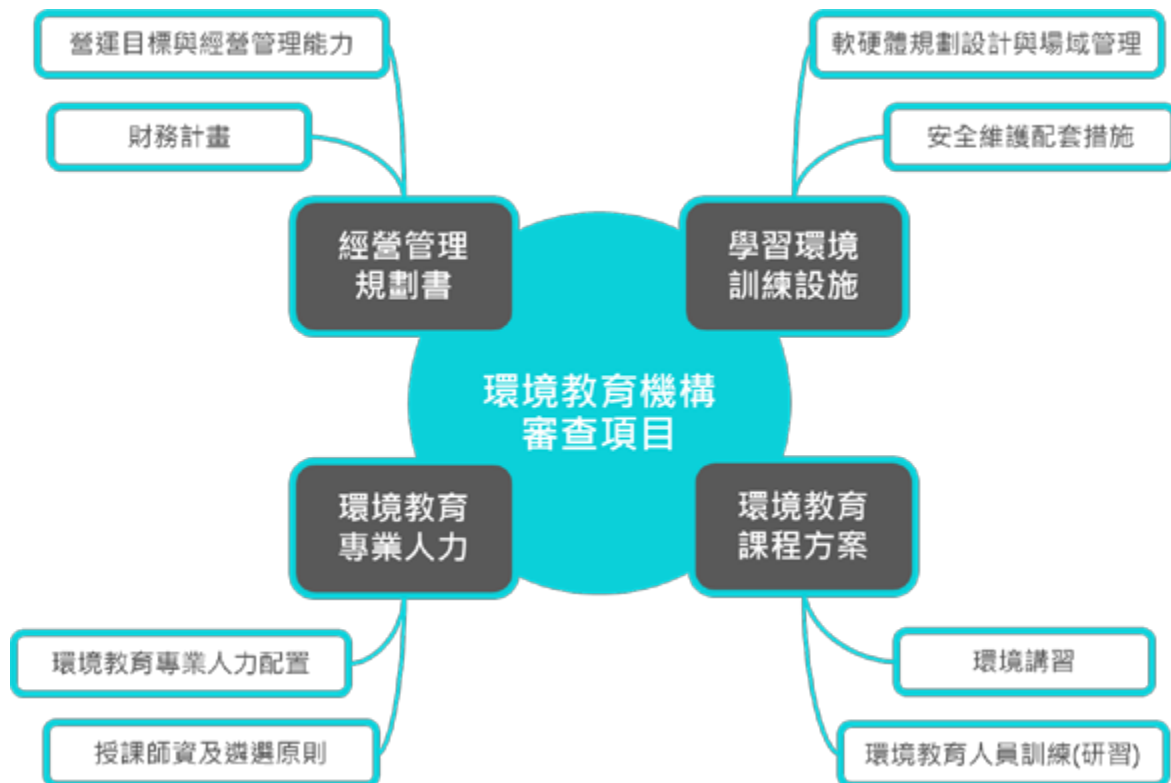 營運目標與經營管理能力
財務計畫
經營管理
規劃書
軟硬體規劃設計與場域管理
安全維護配套措施
學習環境
訓練設施
環境教育機構
審查項目
環境教育
專業人力
環境教育專業人力配置
授課師資及遴選原則
環境教育
課程方案
環境講習
環境教育人員訓練(研習)